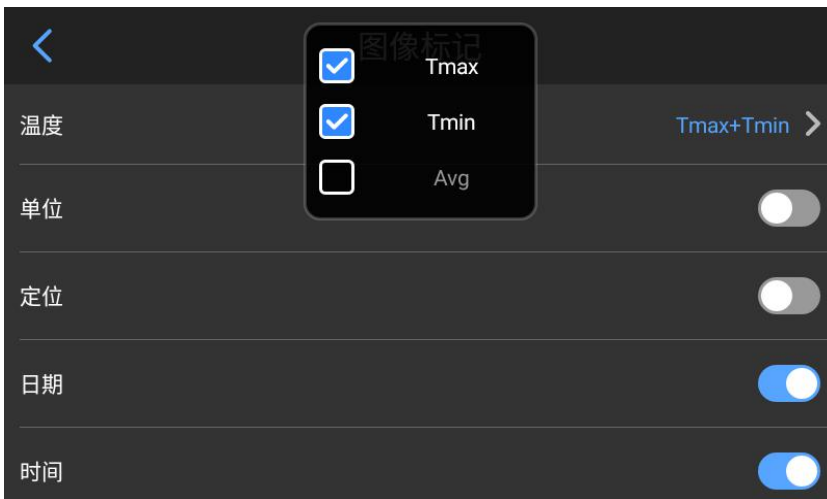 图像标记
Tmax
温度
Tmin
Tmax+Tmin
Avg
单位
定位
日期
时间